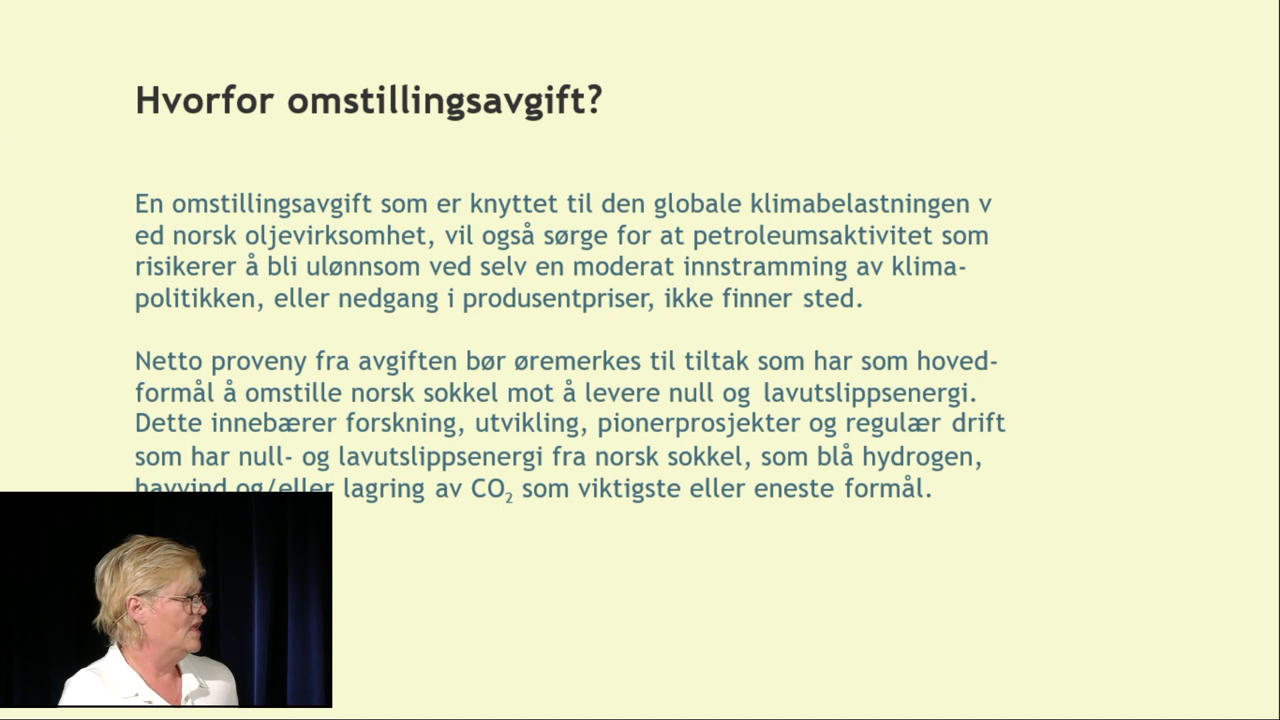 Hvorfor omstillingsavgift?
En omstillingsavgift som er knyttet til den globale klimabelastningen v
ed norsk oljevirksomhet, vil også sørge for at petroleumsaktivitet som
risikerer å bli ulønnsom ved selv en moderat innstramming av klima-
politikken, eller nedgang i produsentpriser, ikke finner sted.
Netto proveny fra avgiften bør øremerkes til tiltak som har som hoved-
formål å omstille norsk sokkel mot å levere null og lavutslippsenergi.
Dette innebærer forskning, utvikling, pionerprosjekter og regulær drift
som har null- og lavutslippsenergi fra norsk sokkel, som blå hydrogen,
havvind og/eller lagring av CO₂ som viktigste eller eneste formål.